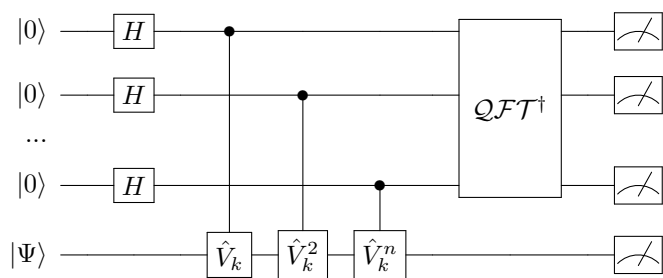 |0⟩ H
|0⟩ H
𝒬ℱ𝒯†
...
|0⟩ H
|Ψ⟩ V̂ₖ V̂ₖ² V̂ₖⁿ